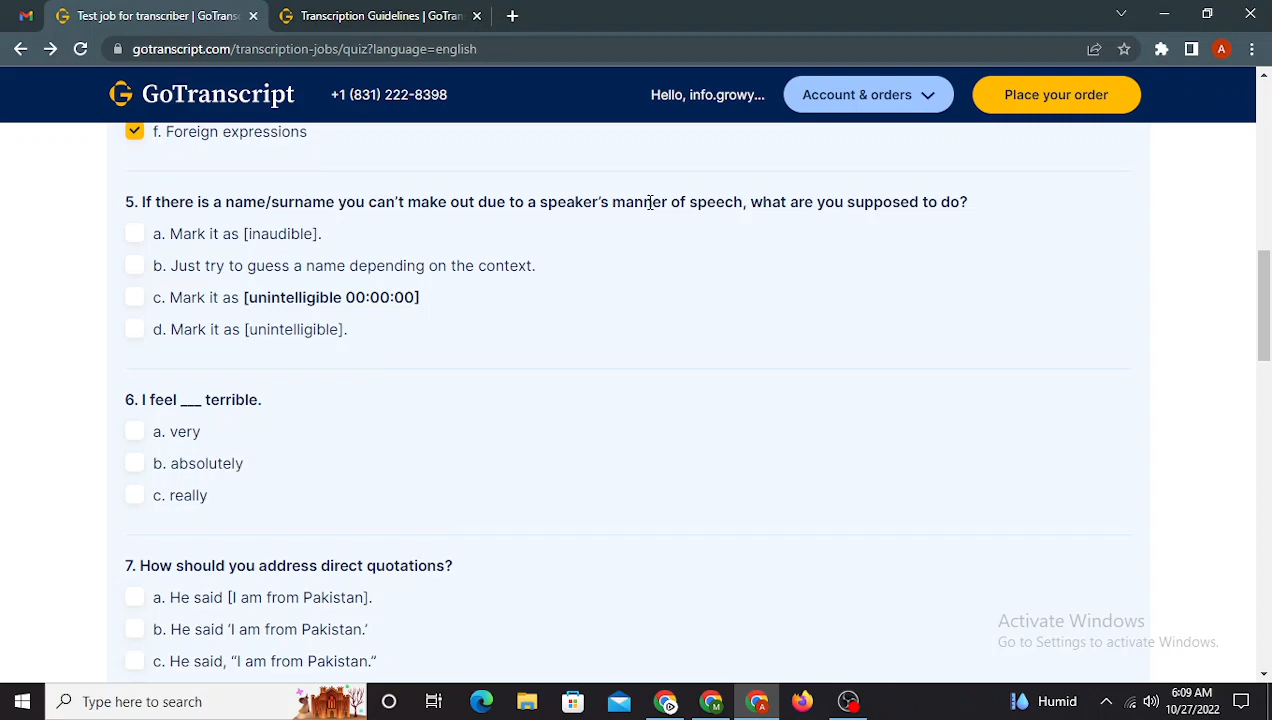 Test job for transcriber | GoTrans
Transcription Guidelines | GoTran
gotranscript.com/transcription-jobs/quiz?language=english
A
GoTranscript
+1 (831) 222-8398
Hello, info.growy...
Account & orders
Place your order
f. Foreign expressions
5. If there is a name/surname you can't make out due to a speaker's manner of speech, what are you supposed to do?
a. Mark it as [inaudible].
b. Just try to guess a name depending on the context.
c. Mark it as [unintelligible 00:00:00]
d. Mark it as [unintelligible].
6. I feel ___ terrible.
a. very
b. absolutely
c. really
7. How should you address direct quotations?
a. He said [I am from Pakistan].
b. He said ‘I am from Pakistan.’
c. He said, “I am from Pakistan.”
Activate Windows
Go to Settings to activate Windows.
Type here to search
Humid
6:09 AM
10/27/2022